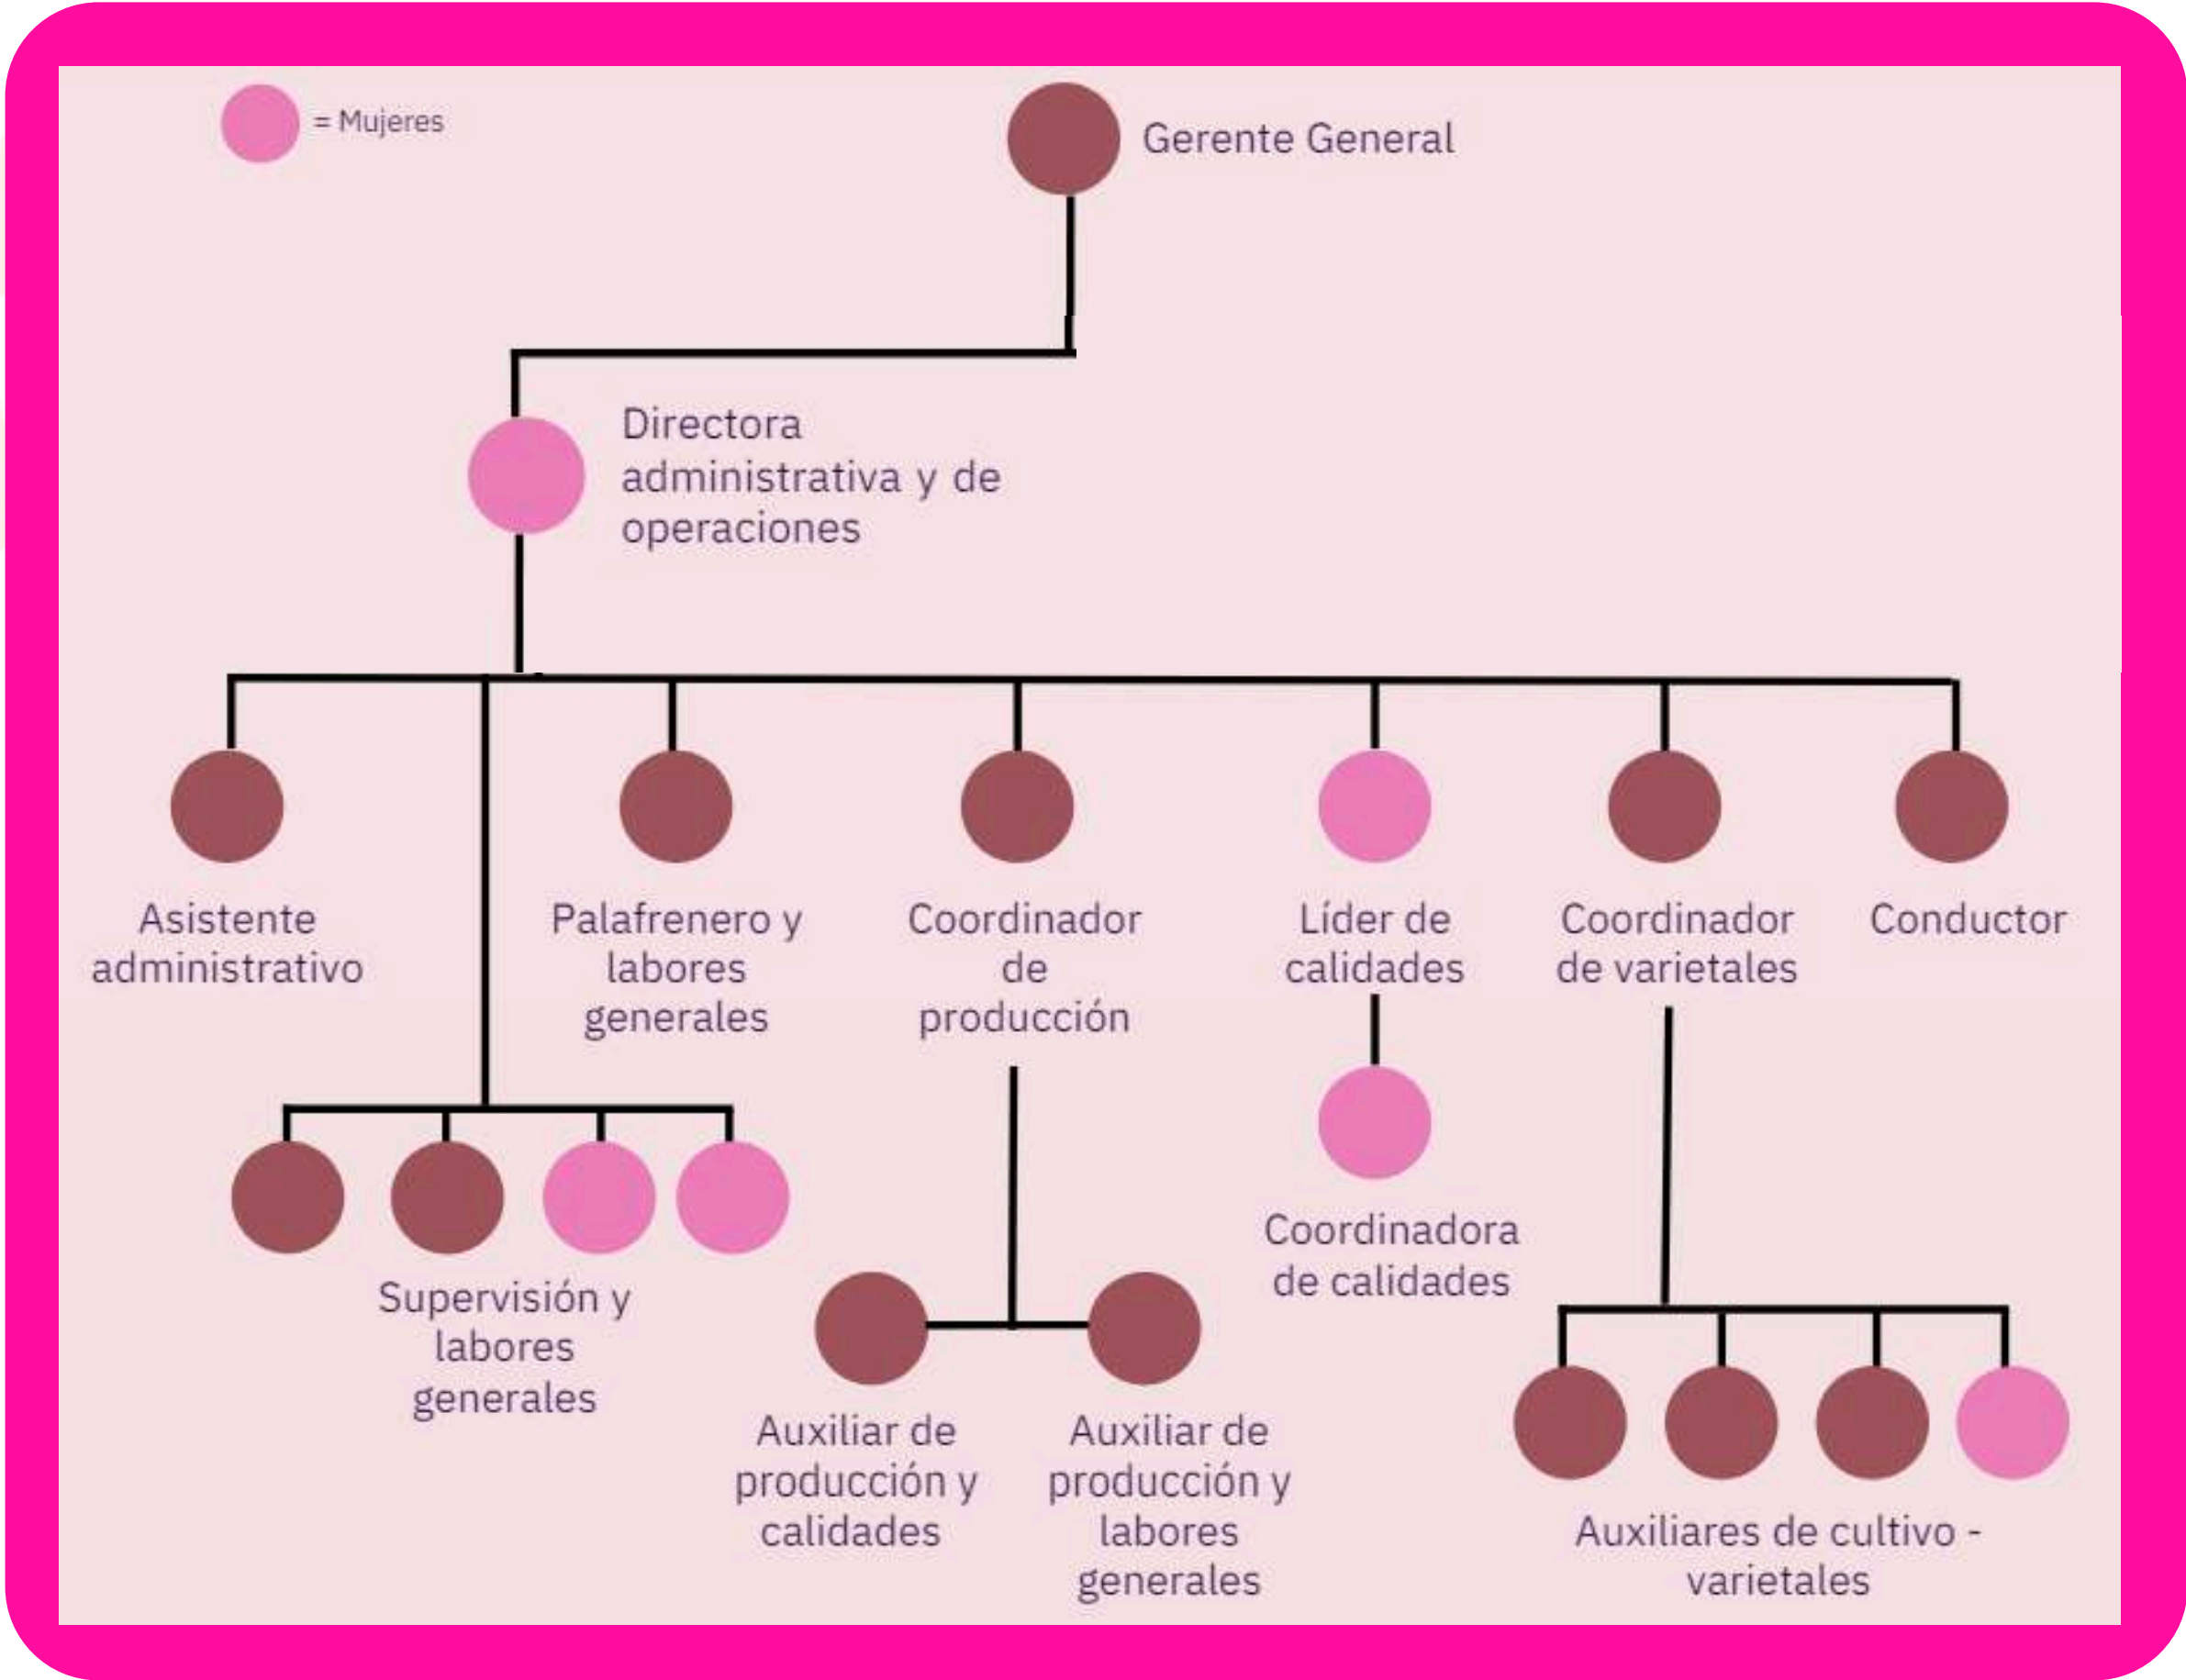 = Mujeres
Gerente General
Directora
administrativa y de
operaciones
Asistente
administrativo
Palafrenero y
labores
generales
Coordinador
de
producción
Líder de
calidades
Coordinador
de varietales
Conductor
Supervisión y
labores
generales
Coordinadora
de calidades
Auxiliar de
producción y
calidades
Auxiliar de
producción y
labores
generales
Auxiliares de cultivo -
varietales